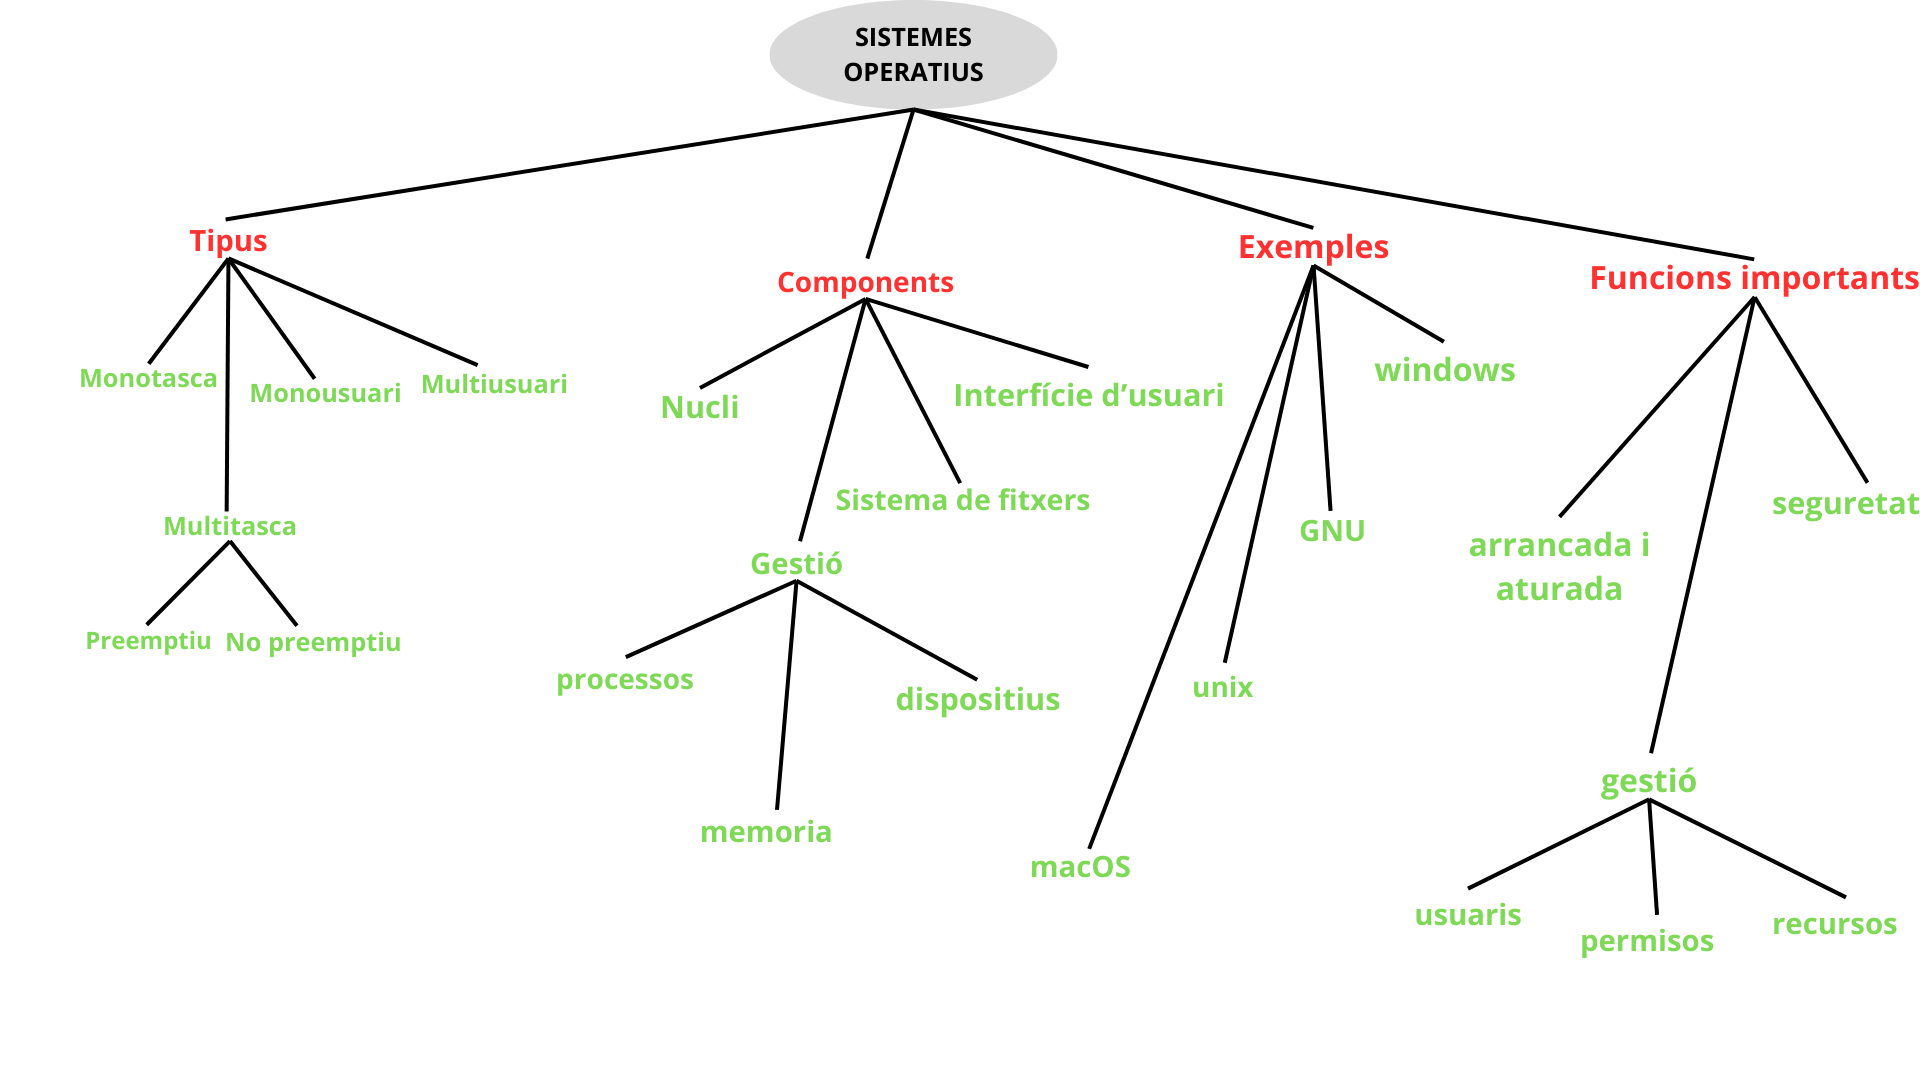 SISTEMES
OPERATIUS
Tipus
Components
Exemples
Funcions importants
Monotasca
Monousuari
Multiusuari
Multitasca
Preemptiu
No preemptiu
Nucli
Interfície d’usuari
Sistema de fitxers
Gestió
processos
dispositius
memoria
windows
GNU
unix
macOS
arrancada i
aturada
seguretat
gestió
usuaris
permisos
recursos